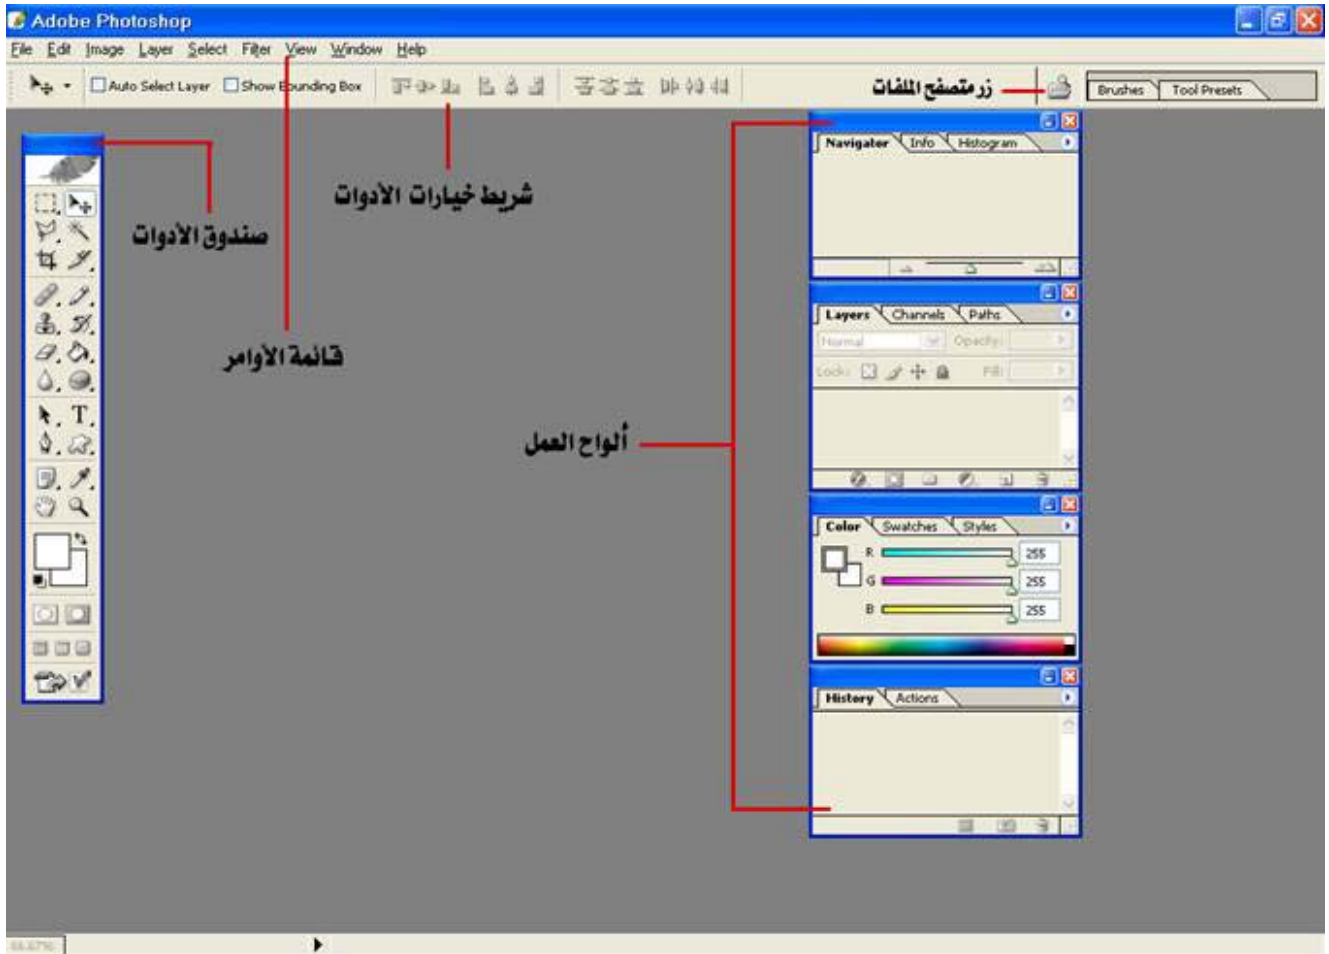 Adobe Photoshop
File Edit Image Layer Select Filter View Window Help
Auto Select Layer Show Bounding Box زر متصفح الملفات Brushes Tool Presets
Navigator Info Histogram
شريط خيارات الأدوات
صندوق الأدوات
Layers Channels Paths
Normal Opacity:
قائمة الأوامر
Lock: Fill:
T
ألواح العمل
Color Swatches Styles
R 255
G 255
B 255
History Actions
66.67%